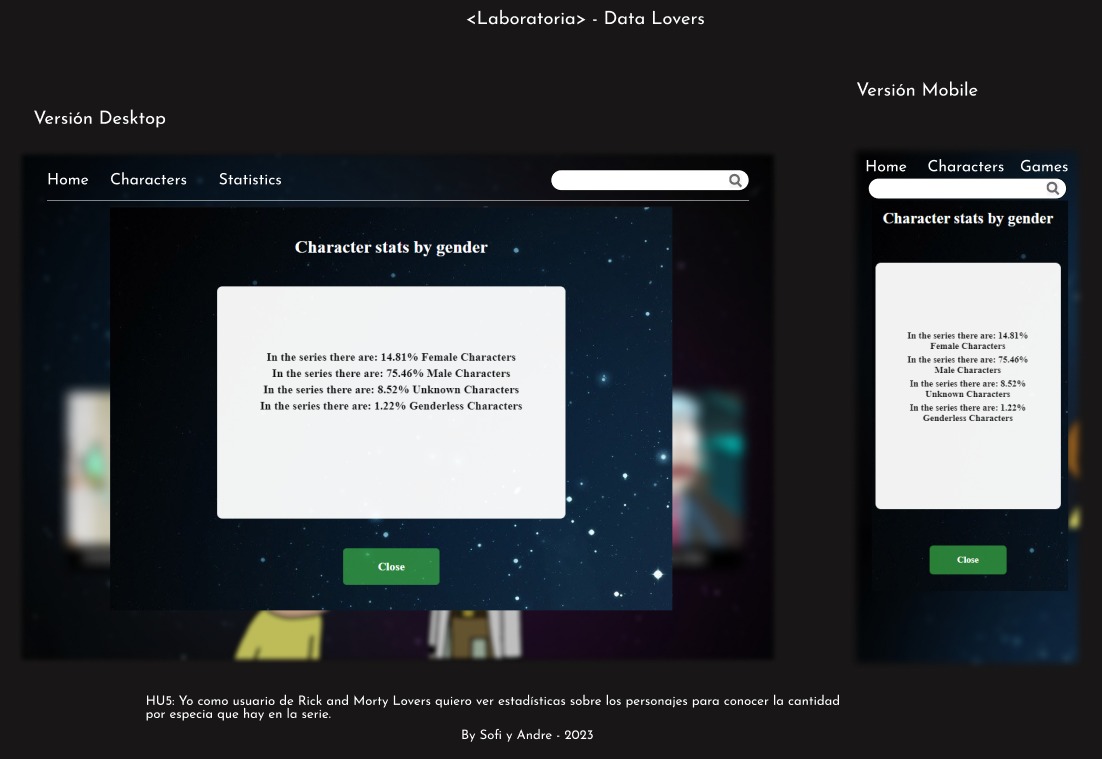 <Laboratoria> - Data Lovers
Versión Desktop
Home Characters Statistics
Character stats by gender
In the series there are: 14.81% Female Characters
In the series there are: 75.46% Male Characters
In the series there are: 8.52% Unknown Characters
In the series there are: 1.22% Genderless Characters
Close
Versión Mobile
Home Characters Games
Character stats by gender
In the series there are: 14.81%
Female Characters
In the series there are: 75.46%
Male Characters
In the series there are: 8.52%
Unknown Characters
In the series there are: 1.22%
Genderless Characters
Close
HU5: Yo como usuario de Rick and Morty Lovers quiero ver estadísticas sobre los personajes para conocer la cantidad
por especia que hay en la serie.
By Sofi y Andre - 2023